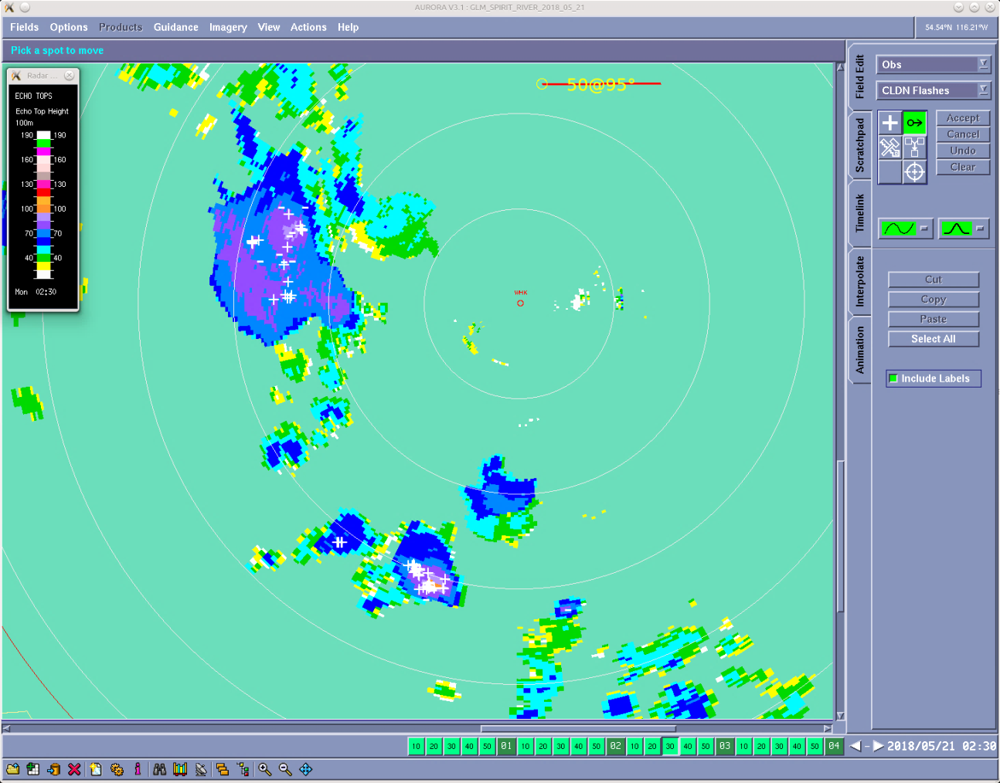 AURORA V3.1 : GLM_SPIRIT_RIVER_2018_05_21
Fields Options Products Guidance Imagery View Actions Help
54.54°N 116.21°W
Pick a spot to move
Radar ...
ECHO TOPS
Echo Top Height
100m
190 190
160 160
130 130
100 100
70 70
40 40
Mon 02:30
50@95°
WHK
Field Edit
Scratchpad
Timelink
Interpolate
Animation
Obs
CLDN Flashes
Accept
Cancel
Undo
Clear
Cut
Copy
Paste
Select All
Include Labels
10 20 30 40 50 01 10 20 30 40 50 02 10 20 30 40 50 03 10 20 30 40 50 04
2018/05/21 02:30